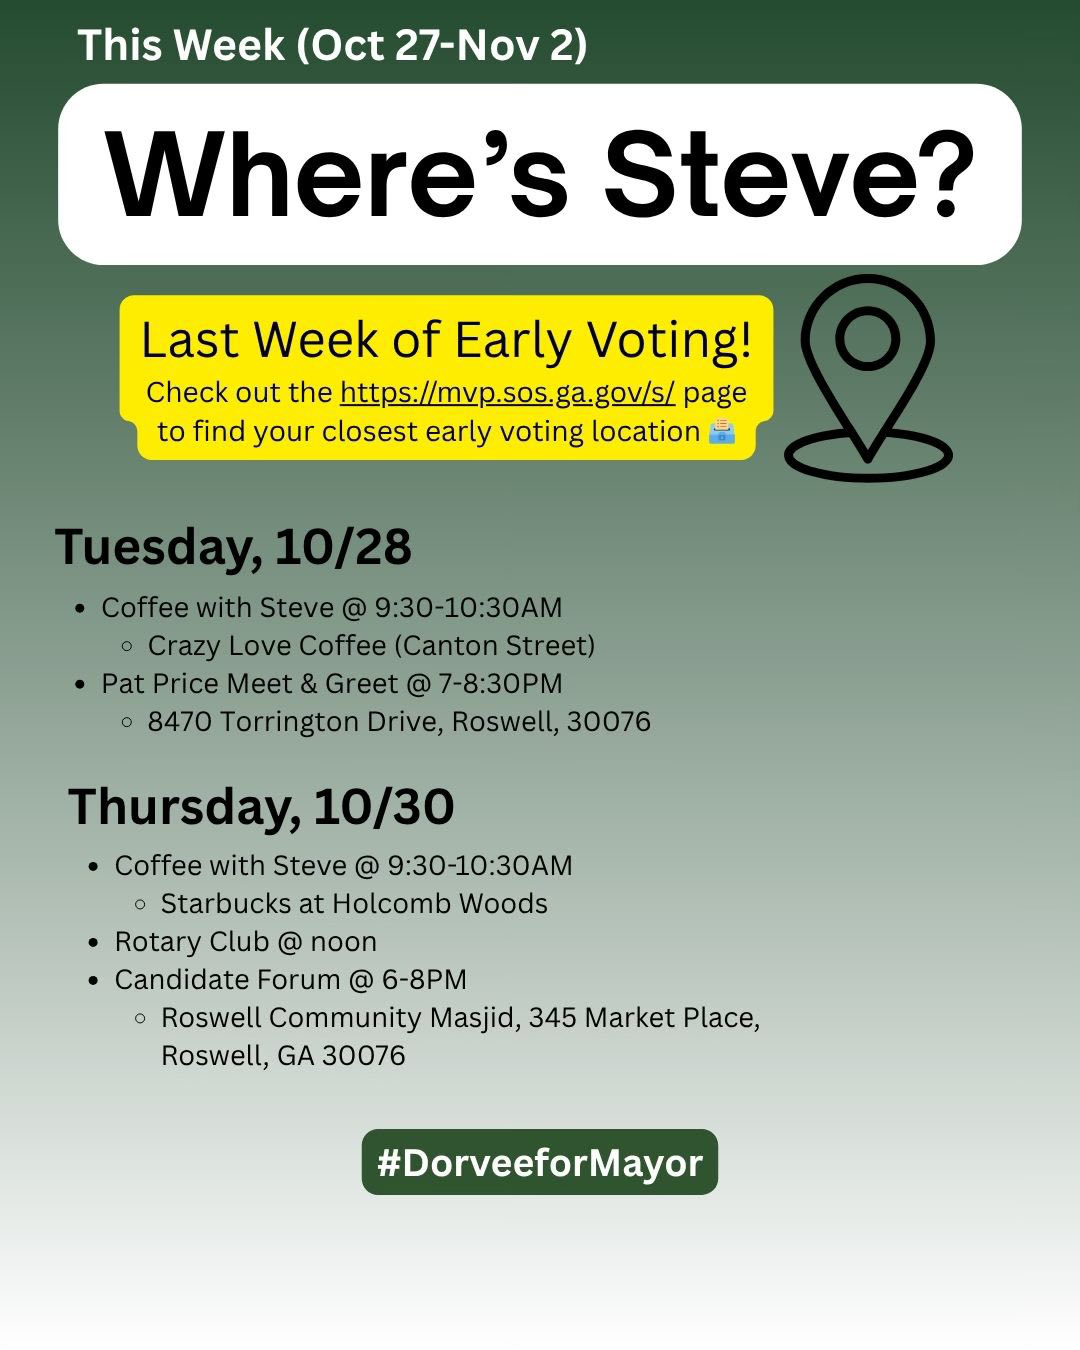 This Week (Oct 27-Nov 2)
Where’s Steve?
Last Week of Early Voting!
Check out the https://mvp.sos.ga.gov/s/ page
to find your closest early voting location 🗳️
Tuesday, 10/28
• Coffee with Steve @ 9:30-10:30AM
◦ Crazy Love Coffee (Canton Street)
• Pat Price Meet & Greet @ 7-8:30PM
◦ 8470 Torrington Drive, Roswell, 30076
Thursday, 10/30
• Coffee with Steve @ 9:30-10:30AM
◦ Starbucks at Holcomb Woods
• Rotary Club @ noon
• Candidate Forum @ 6-8PM
◦ Roswell Community Masjid, 345 Market Place,
Roswell, GA 30076
#DorveeforMayor